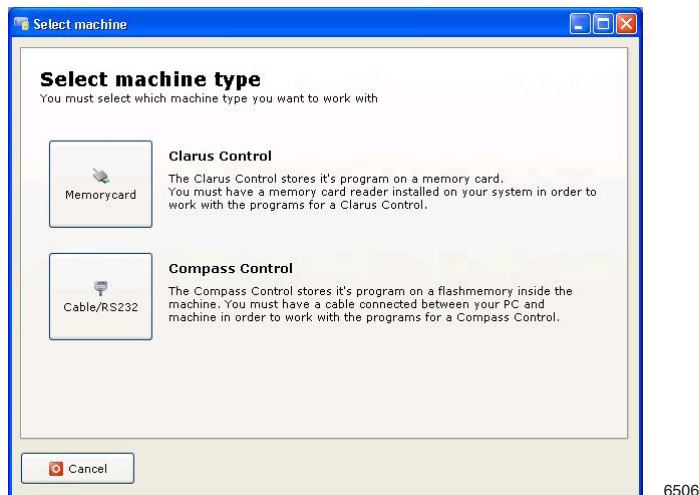 Select machine
Select machine type
You must select which machine type you want to work with
Memorycard
Clarus Control
The Clarus Control stores it's program on a memory card.
You must have a memory card reader installed on your system in order to
work with the programs for a Clarus Control.
Cable/RS232
Compass Control
The Compass Control stores it's program on a flashmemory inside the
machine. You must have a cable connected between your PC and
machine in order to work with the programs for a Compass Control.
Cancel
6506